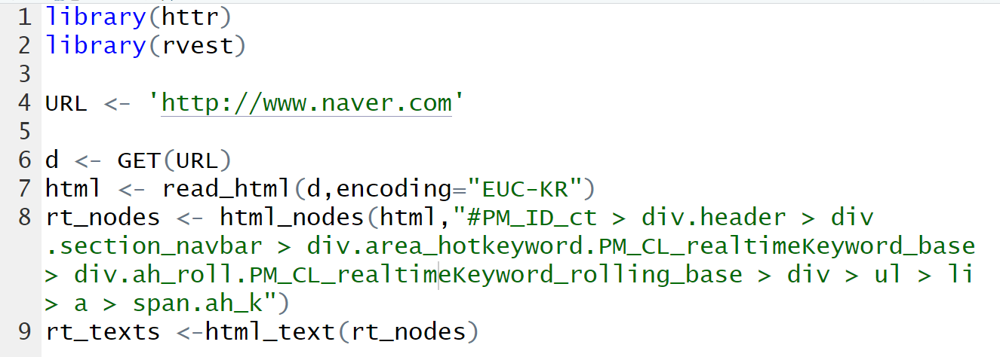 1 library(httr)
2 library(rvest)
3
4 URL <- 'http://www.naver.com'
5
6 d <- GET(URL)
7 html <- read_html(d,encoding="EUC-KR")
8 rt_nodes <- html_nodes(html,"#PM_ID_ct > div.header > div
.section_navbar > div.area_hotkeyword.PM_CL_realtimeKeyword_base
> div.ah_roll.PM_CL_realtimeKeyword_rolling_base > div > ul > li
> a > span.ah_k")
9 rt_texts <-html_text(rt_nodes)